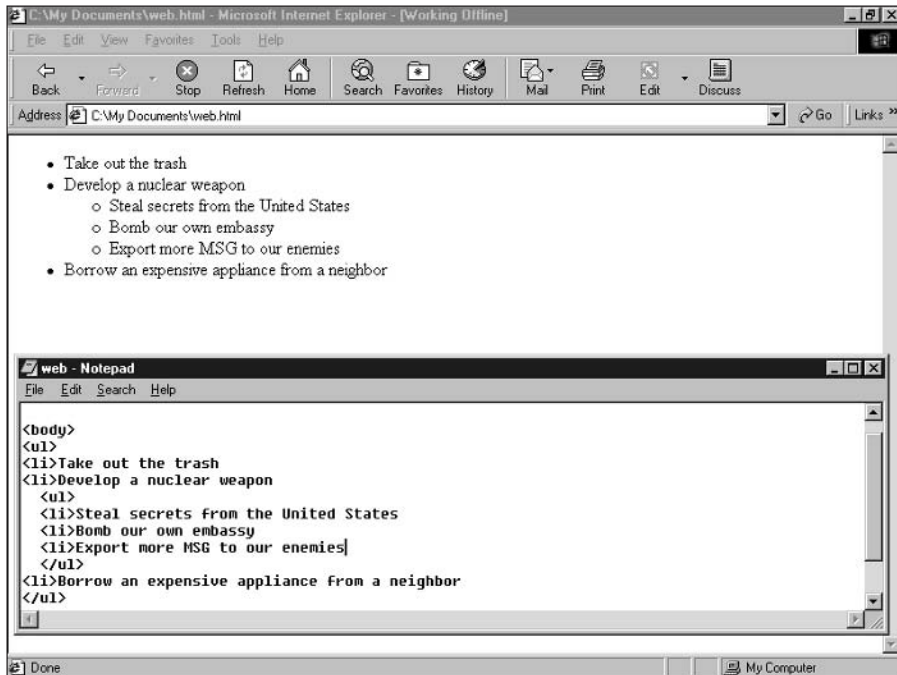 C:\My Documents\web.html - Microsoft Internet Explorer - [Working Offline]
File Edit View Favorites Tools Help
Back Forward Stop Refresh Home Search Favorites History Mail Print Edit Discuss
Address C:\My Documents\web.html Go Links »
• Take out the trash
• Develop a nuclear weapon
o Steal secrets from the United States
o Bomb our own embassy
o Export more MSG to our enemies
• Borrow an expensive appliance from a neighbor
web - Notepad
File Edit Search Help
<body>
<ul>
<li>Take out the trash
<li>Develop a nuclear weapon
<ul>
<li>Steal secrets from the United States
<li>Bomb our own embassy
<li>Export more MSG to our enemies
</ul>
<li>Borrow an expensive appliance from a neighbor
</ul>
Done My Computer